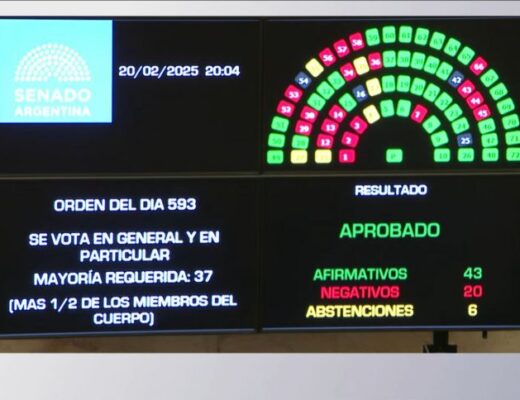 20/02/2025 20:04
SENADO
ARGENTINA
ORDEN DEL DIA 593
SE VOTA EN GENERAL Y EN
PARTICULAR
MAYORÍA REQUERIDA: 37
(MAS 1/2 DE LOS MIEMBROS DEL
CUERPO)
RESULTADO
APROBADO
AFIRMATIVOS 43
NEGATIVOS 20
ABSTENCIONES 6